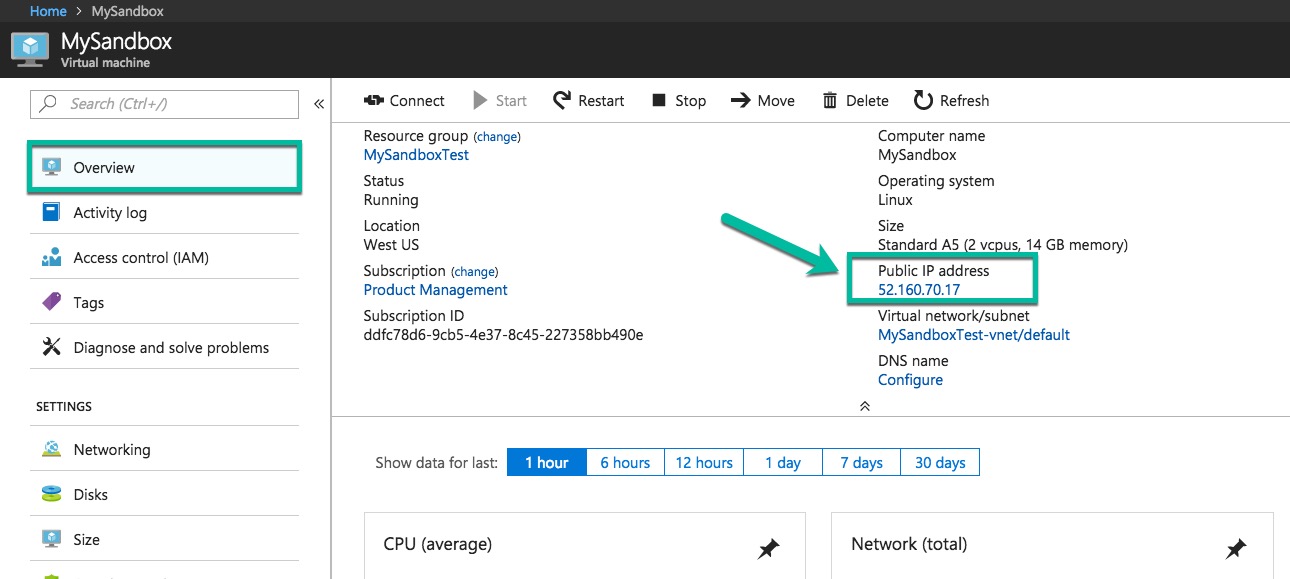 Home > MySandbox
MySandbox
Virtual machine
Search (Ctrl+/)
«
Overview
Activity log
Access control (IAM)
Tags
Diagnose and solve problems
SETTINGS
Networking
Disks
Size
Connect Start Restart Stop Move Delete Refresh
Resource group (change)
MySandboxTest
Status
Running
Location
West US
Subscription (change)
Product Management
Subscription ID
ddfc78d6-9cb5-4e37-8c45-227358bb490e
Computer name
MySandbox
Operating system
Linux
Size
Standard A5 (2 vcpus, 14 GB memory)
Public IP address
52.160.70.17
Virtual network/subnet
MySandboxTest-vnet/default
DNS name
Configure
Show data for last: 1 hour 6 hours 12 hours 1 day 7 days 30 days
CPU (average)
Network (total)